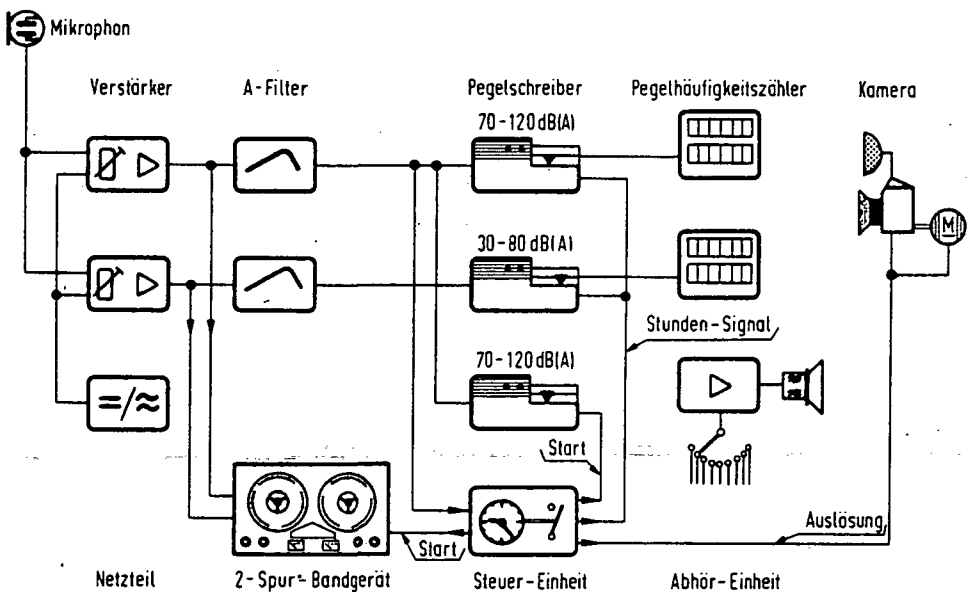 Mikrophon
Verstärker
A-Filter
Pegelschreiber
Pegelhäufigkeitszähler
Kamera
70-120 dB(A)
M
30-80 dB(A)
Stunden-Signal
70-120 dB(A)
=/≈
Start
Auslösung
Start
Netzteil
2-Spur-Bandgerät
Steuer-Einheit
Abhör-Einheit